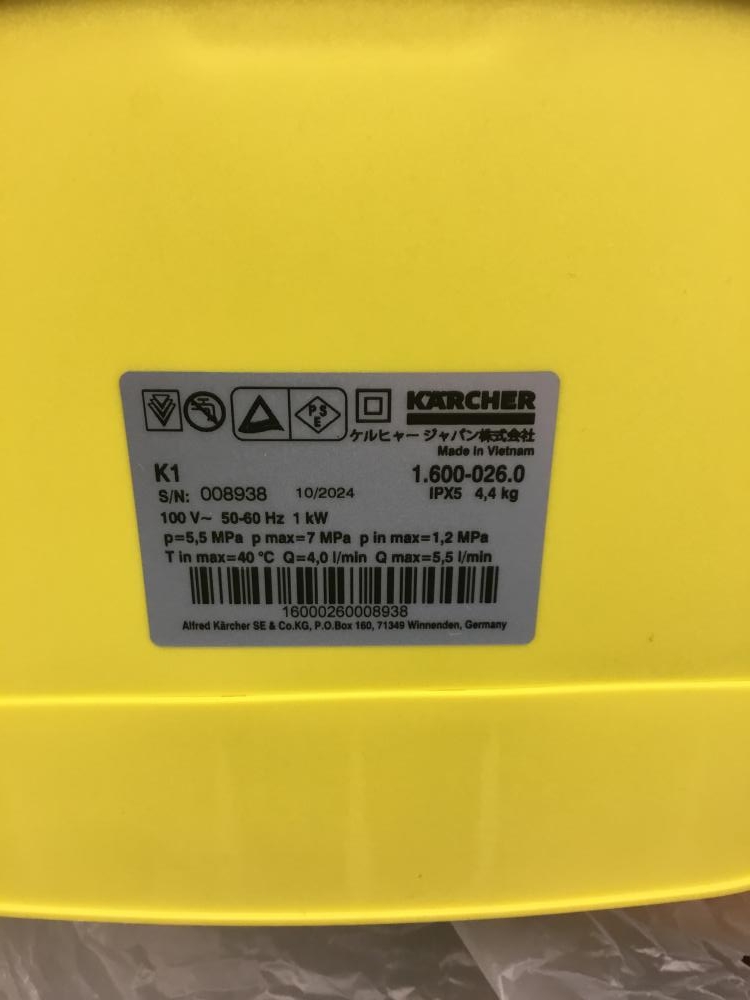 PSE
KÄRCHER
ケルヒャー ジャパン株式会社
Made in Vietnam
K1 1.600-026.0
S/N: 008938 10/2024 IPX5 4,4 kg
100 V~ 50-60 Hz 1 kW
p=5,5 MPa p max=7 MPa p in max=1,2 MPa
T in max=40 °C Q=4,0 l/min Q max=5,5 l/min
16000260008938
Alfred Kärcher SE & Co.KG, P.O.Box 160, 71349 Winnenden, Germany